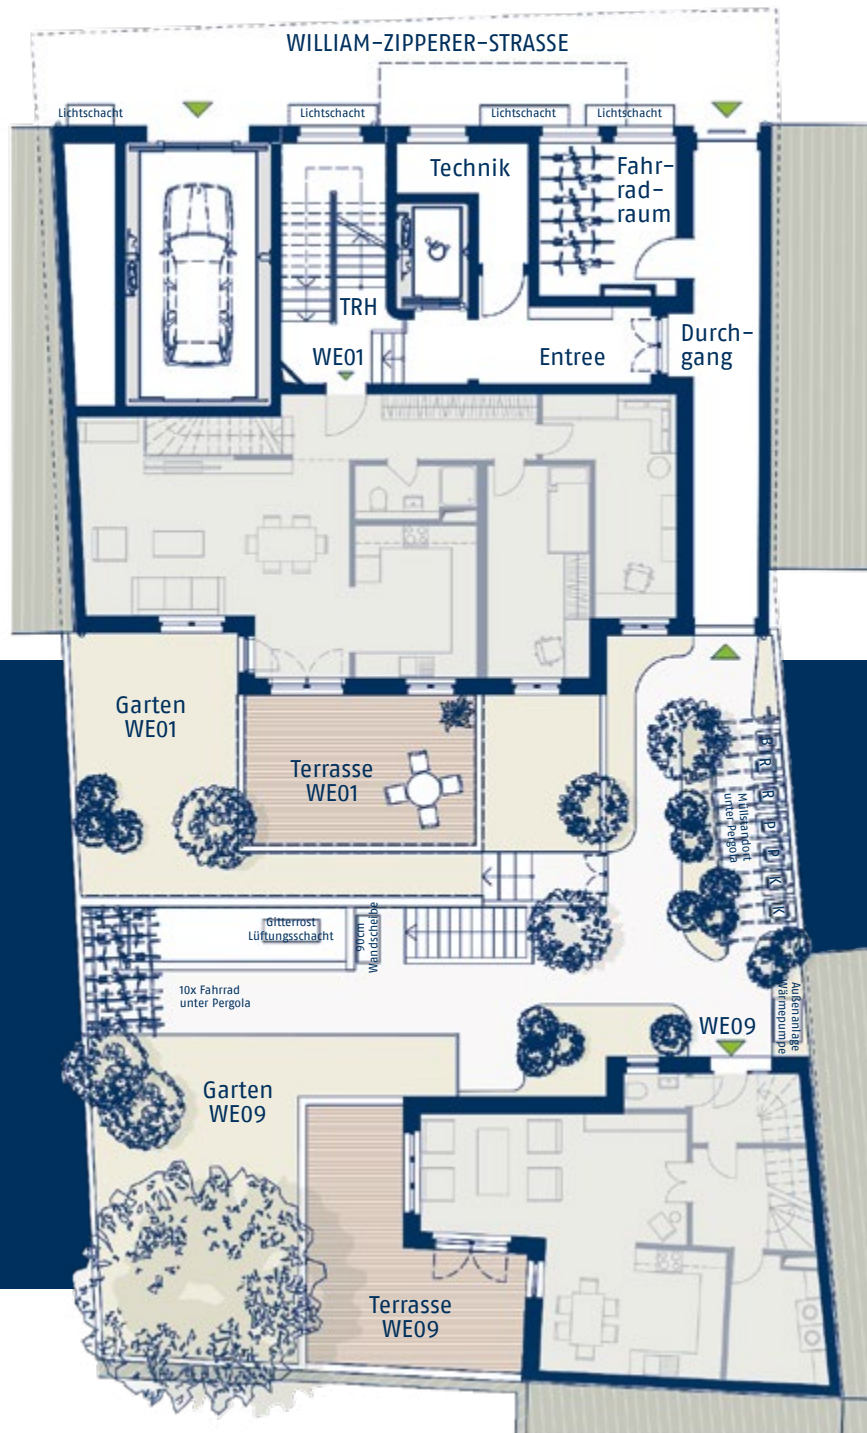 WILLIAM-ZIPPERER-STRASSE
Lichtschacht
Lichtschacht
Lichtschacht
Lichtschacht
Technik
Fahr-
rad-
raum
TRH
WE01
Entree
Durch-
gang
Garten
WE01
Terrasse
WE01
B
R
R
P
P
K
K
Müllstandort
unter Pergola
Gitterrost
Lüftungsschacht
90cm
Wandscheibe
10x Fahrrad
unter Pergola
Außenanlage
Wärmepumpe
WE09
Garten
WE09
Terrasse
WE09